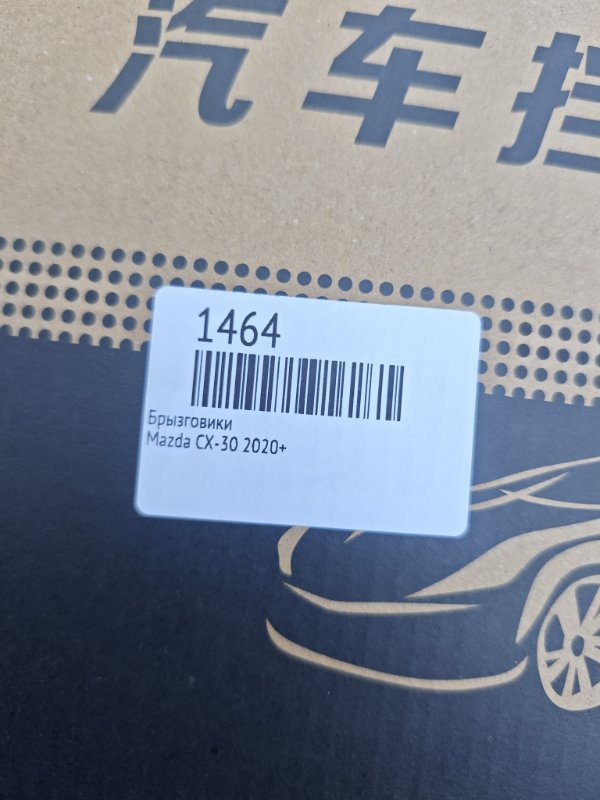 汽车挡
1464
Брызговики
Mazda CX-30 2020+